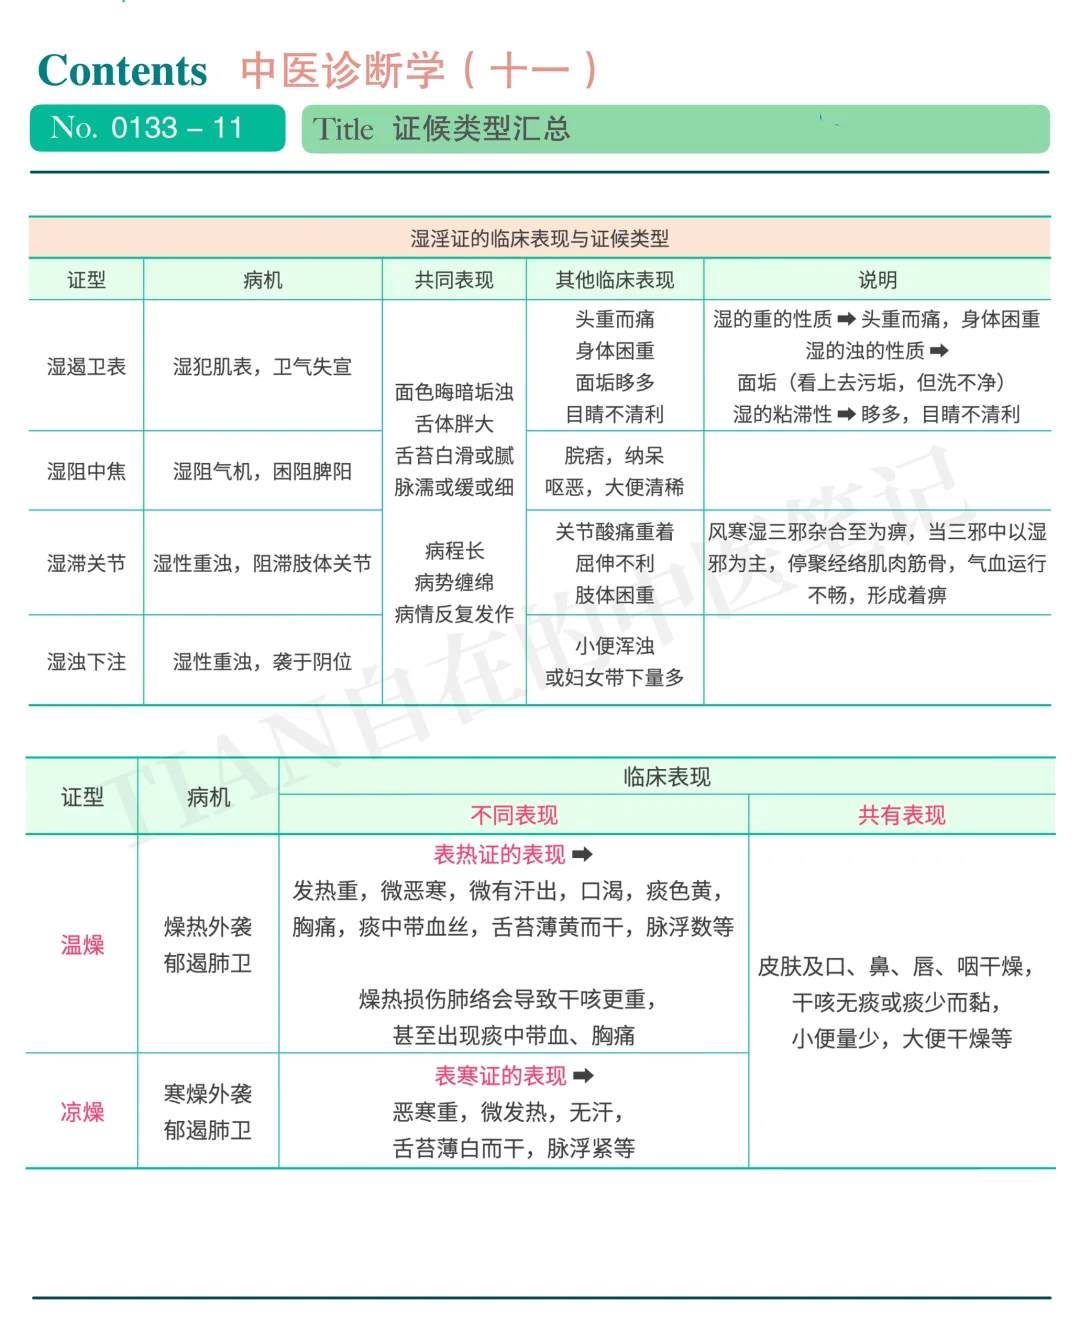 Contents 中医诊断学（十一）
No. 0133 – 11
Title 证候类型汇总
湿淫证的临床表现与证候类型
证型 病机 共同表现 其他临床表现 说明
湿遏卫表
湿犯肌表，卫气失宣
面色晦暗垢浊
舌体胖大
舌苔白滑或腻
脉濡或缓或细
病程长
病势缠绵
病情反复发作
头重而痛
身体困重
面垢眵多
目睛不清利
湿的重的性质➡头重而痛，身体困重
湿的浊的性质➡
面垢（看上去污垢，但洗不净）
湿的粘滞性➡眵多，目睛不清利
湿阻中焦
湿阻气机，困阻脾阳
脘痞，纳呆
呕恶，大便清稀
湿滞关节
湿性重浊，阻滞肢体关节
关节酸痛重着
屈伸不利
肢体困重
风寒湿三邪杂合至为痹，当三邪中以湿
邪为主，停聚经络肌肉筋骨，气血运行
不畅，形成着痹
湿浊下注
湿性重浊，袭于阴位
小便浑浊
或妇女带下量多
证型 病机 临床表现
不同表现 共有表现
温燥
燥热外袭
郁遏肺卫
表热证的表现➡
发热重，微恶寒，微有汗出，口渴，痰色黄，
胸痛，痰中带血丝，舌苔薄黄而干，脉浮数等
燥热损伤肺络会导致干咳更重，
甚至出现痰中带血、胸痛
皮肤及口、鼻、唇、咽干燥，
干咳无痰或痰少而黏，
小便量少，大便干燥等
凉燥
寒燥外袭
郁遏肺卫
表寒证的表现➡
恶寒重，微发热，无汗，
舌苔薄白而干，脉浮紧等
TIAN自在的中医笔记